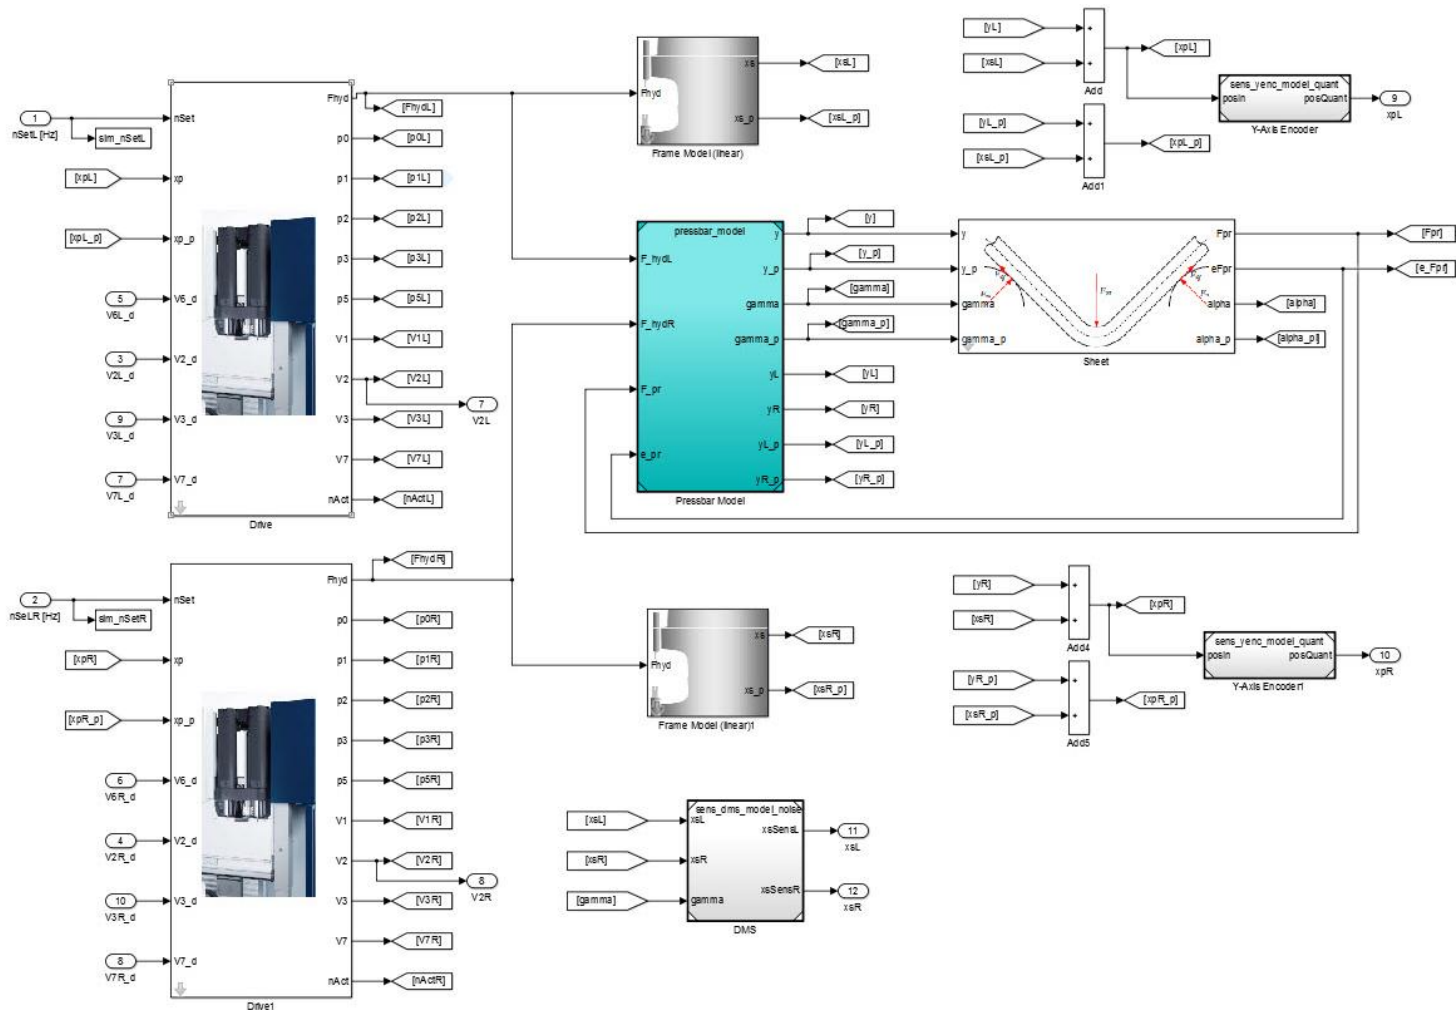 1
nSetL [Hz]
sim_nSetL
[xpL]
[xpL_p]
5
V6L_d
3
V2L_d
9
V3L_d
7
V7L_d
nSet
xp
xp_p
V6_d
V2_d
V3_d
V7_d
Fhyd
p0
p1
p2
p3
p5
V1
V2
V3
V7
nAct
Drive
[FhydL]
[p0L]
[p1L]
[p2L]
[p3L]
[p5L]
[V1L]
[V2L]
7
V2L
[V3L]
[V7L]
[nActL]
Fhyd
xs
xs_p
Frame Model (linear)
[xsL]
[xsL_p]
[yL]
[xsL]
+
+
Add
[xpL]
[yL_p]
[xsL_p]
+
+
Add1
[xpL_p]
sens_yenc_model_quant
posIn
posQuant
Y-Axis Encoder
9
xpL
pressbar_model
F_hydL
F_hydR
F_pr
e_pr
y
y_p
gamma
gamma_p
yL
yR
yL_p
yR_p
Pressbar Model
[y]
[y_p]
[gamma]
[gamma_p]
[yL]
[yR]
[yL_p]
[yR_p]
y
y_p
gamma
gamma_p
Fpr
eFpr
alpha
alpha_p
Sheet
[Fpr]
[e_Fpr]
[alpha]
[alpha_p]
2
nSeLR [Hz]
sim_nSetR
[xpR]
[xpR_p]
6
V6R_d
4
V2R_d
10
V3R_d
8
V7R_d
nSet
xp
xp_p
V6_d
V2_d
V3_d
V7_d
Fhyd
p0
p1
p2
p3
p5
V1
V2
V3
V7
nAct
Drive1
[FhydR]
[p0R]
[p1R]
[p2R]
[p3R]
[p5R]
[V1R]
[V2R]
8
V2R
[V3R]
[V7R]
[nActR]
Fhyd
xs
xs_p
Frame Model (linear)1
[xsR]
[xsR_p]
[yR]
[xsR]
+
+
Add4
[xpR]
[yR_p]
[xsR_p]
+
+
Add5
[xpR_p]
sens_yenc_model_quant
posIn
posQuant
Y-Axis Encoder1
10
xpR
[xsL]
[xsR]
[gamma]
sens_dms_model_noise
xsL
xsR
gamma
xsSensL
xsSensR
DMS
11
xsL
12
xsR